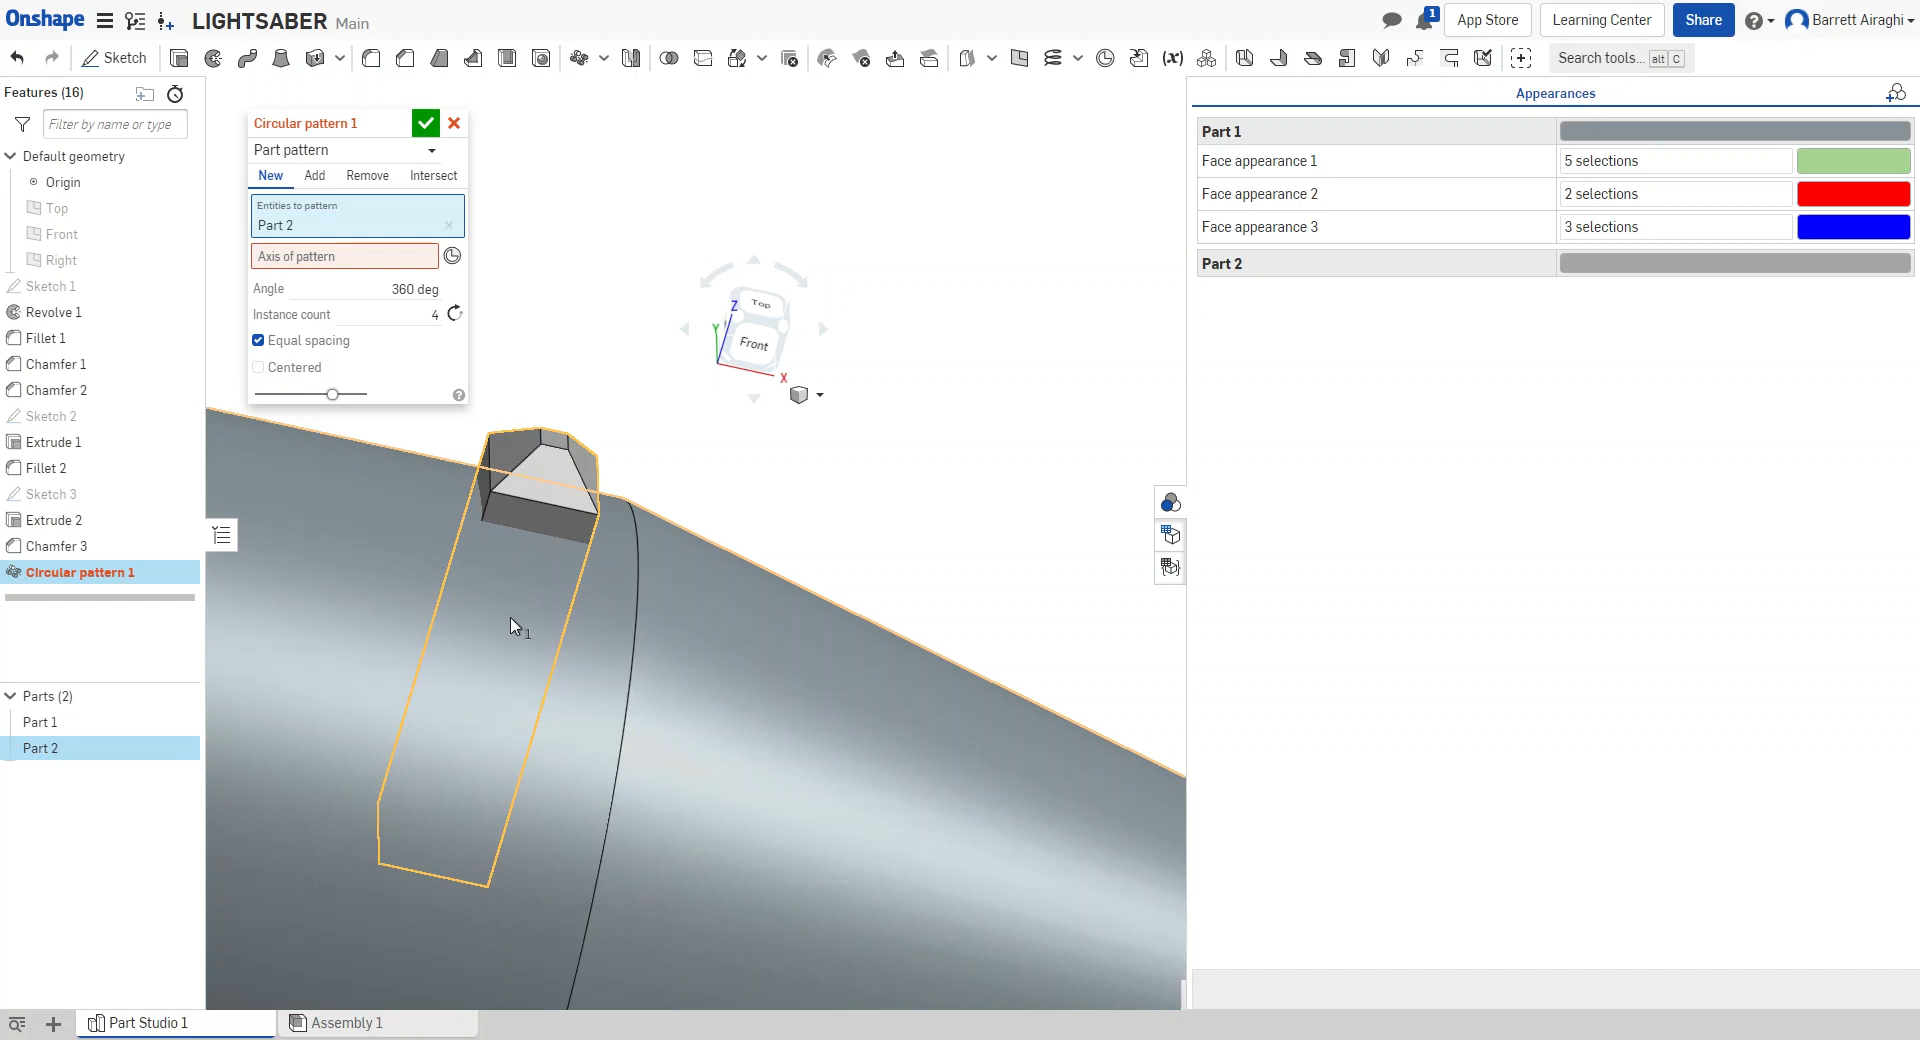 Onshape LIGHTSABER Main 1 App Store Learning Center Share Barrett Airaghi
Sketch (x) Search tools... alt C
Features (16)
Filter by name or type
Default geometry
Origin
Top
Front
Right
Sketch 1
Revolve 1
Fillet 1
Chamfer 1
Chamfer 2
Sketch 2
Extrude 1
Fillet 2
Sketch 3
Extrude 2
Chamfer 3
Circular pattern 1
Parts (2)
Part 1
Part 2
Circular pattern 1
Part pattern
New Add Remove Intersect
Entities to pattern
Part 2
Axis of pattern
Angle 360 deg
Instance count 4
Equal spacing
Centered
Top
Front
Z
Y
X
1
Appearances
Part 1
Face appearance 1 5 selections
Face appearance 2 2 selections
Face appearance 3 3 selections
Part 2
Part Studio 1 Assembly 1